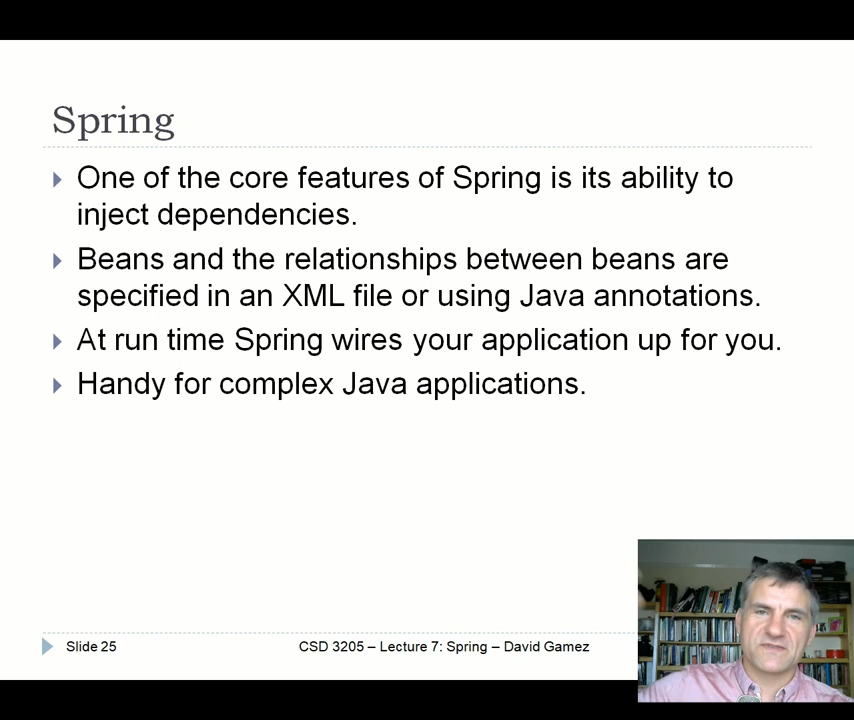 Spring
One of the core features of Spring is its ability to
inject dependencies.
Beans and the relationships between beans are
specified in an XML file or using Java annotations.
At run time Spring wires your application up for you.
Handy for complex Java applications.
Slide 25
CSD 3205 – Lecture 7: Spring – David Gamez